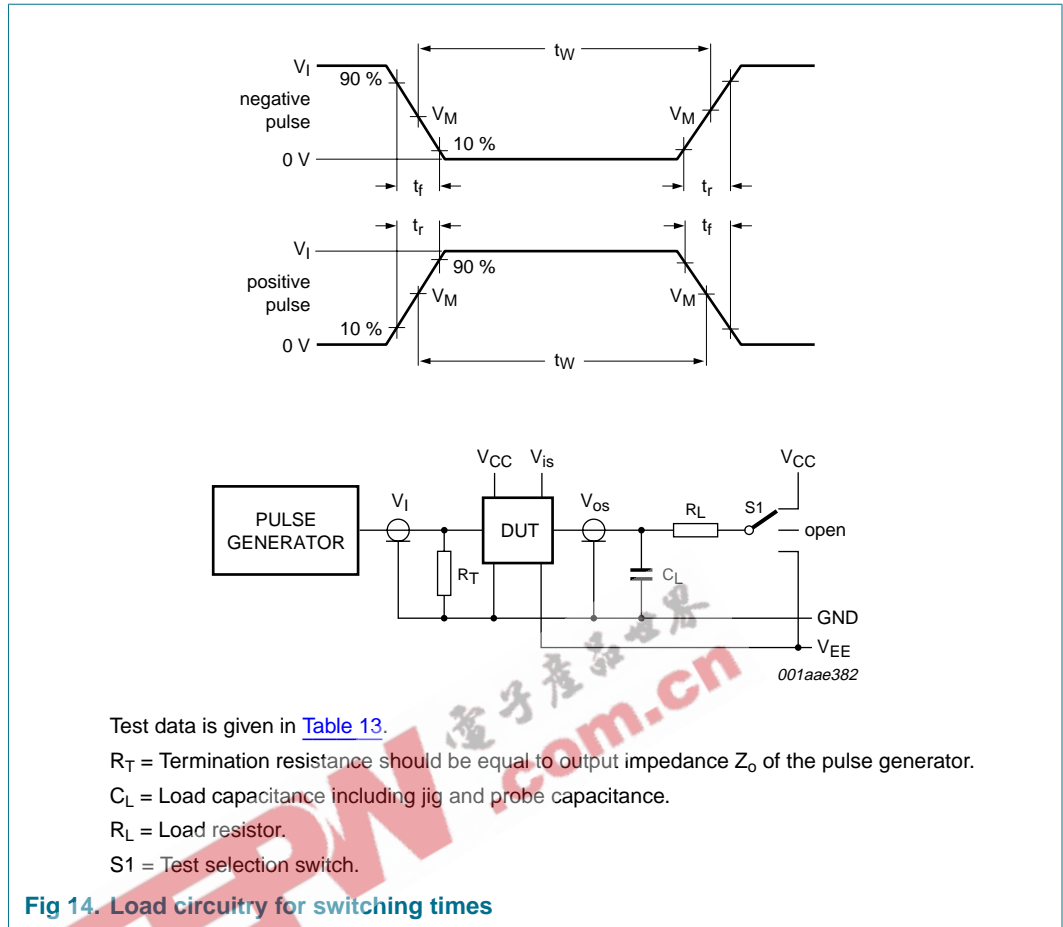 tW
VI
90 %
negative
pulse
VM
VM
10 %
0 V
tf
tr
tr
tf
VI
90 %
positive
pulse
VM
VM
10 %
0 V
tW
VCC
Vis
VCC
PULSE
GENERATOR
VI
DUT
Vos
RL
S1
open
RT
CL
GND
VEE
001aae382
電子產品世界
.com.cn
Test data is given in Table 13.
RT = Termination resistance should be equal to output impedance Zo of the pulse generator.
CL = Load capacitance including jig and probe capacitance.
RL = Load resistor.
S1 = Test selection switch.
Fig 14. Load circuitry for switching times